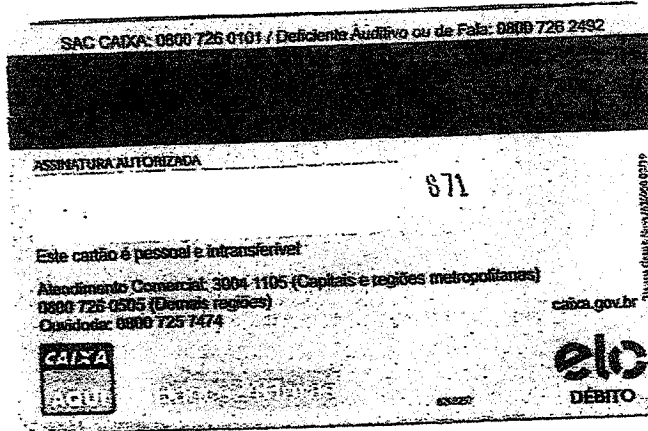 SAC CAIXA: 0800 726 0101 / Deficiente Auditivo ou de Fala: 0800 726 2492
ASSINATURA AUTORIZADA
671
Este cartão é pessoal e intransferível
Atendimento Comercial: 3004 1105 (Capitais e regiões metropolitanas)
0800 726 0505 (Demais regiões)
Ouvidoria: 0800 725 7474
caixa.gov.br
CAIXA
AQUI
elo
DÉBITO